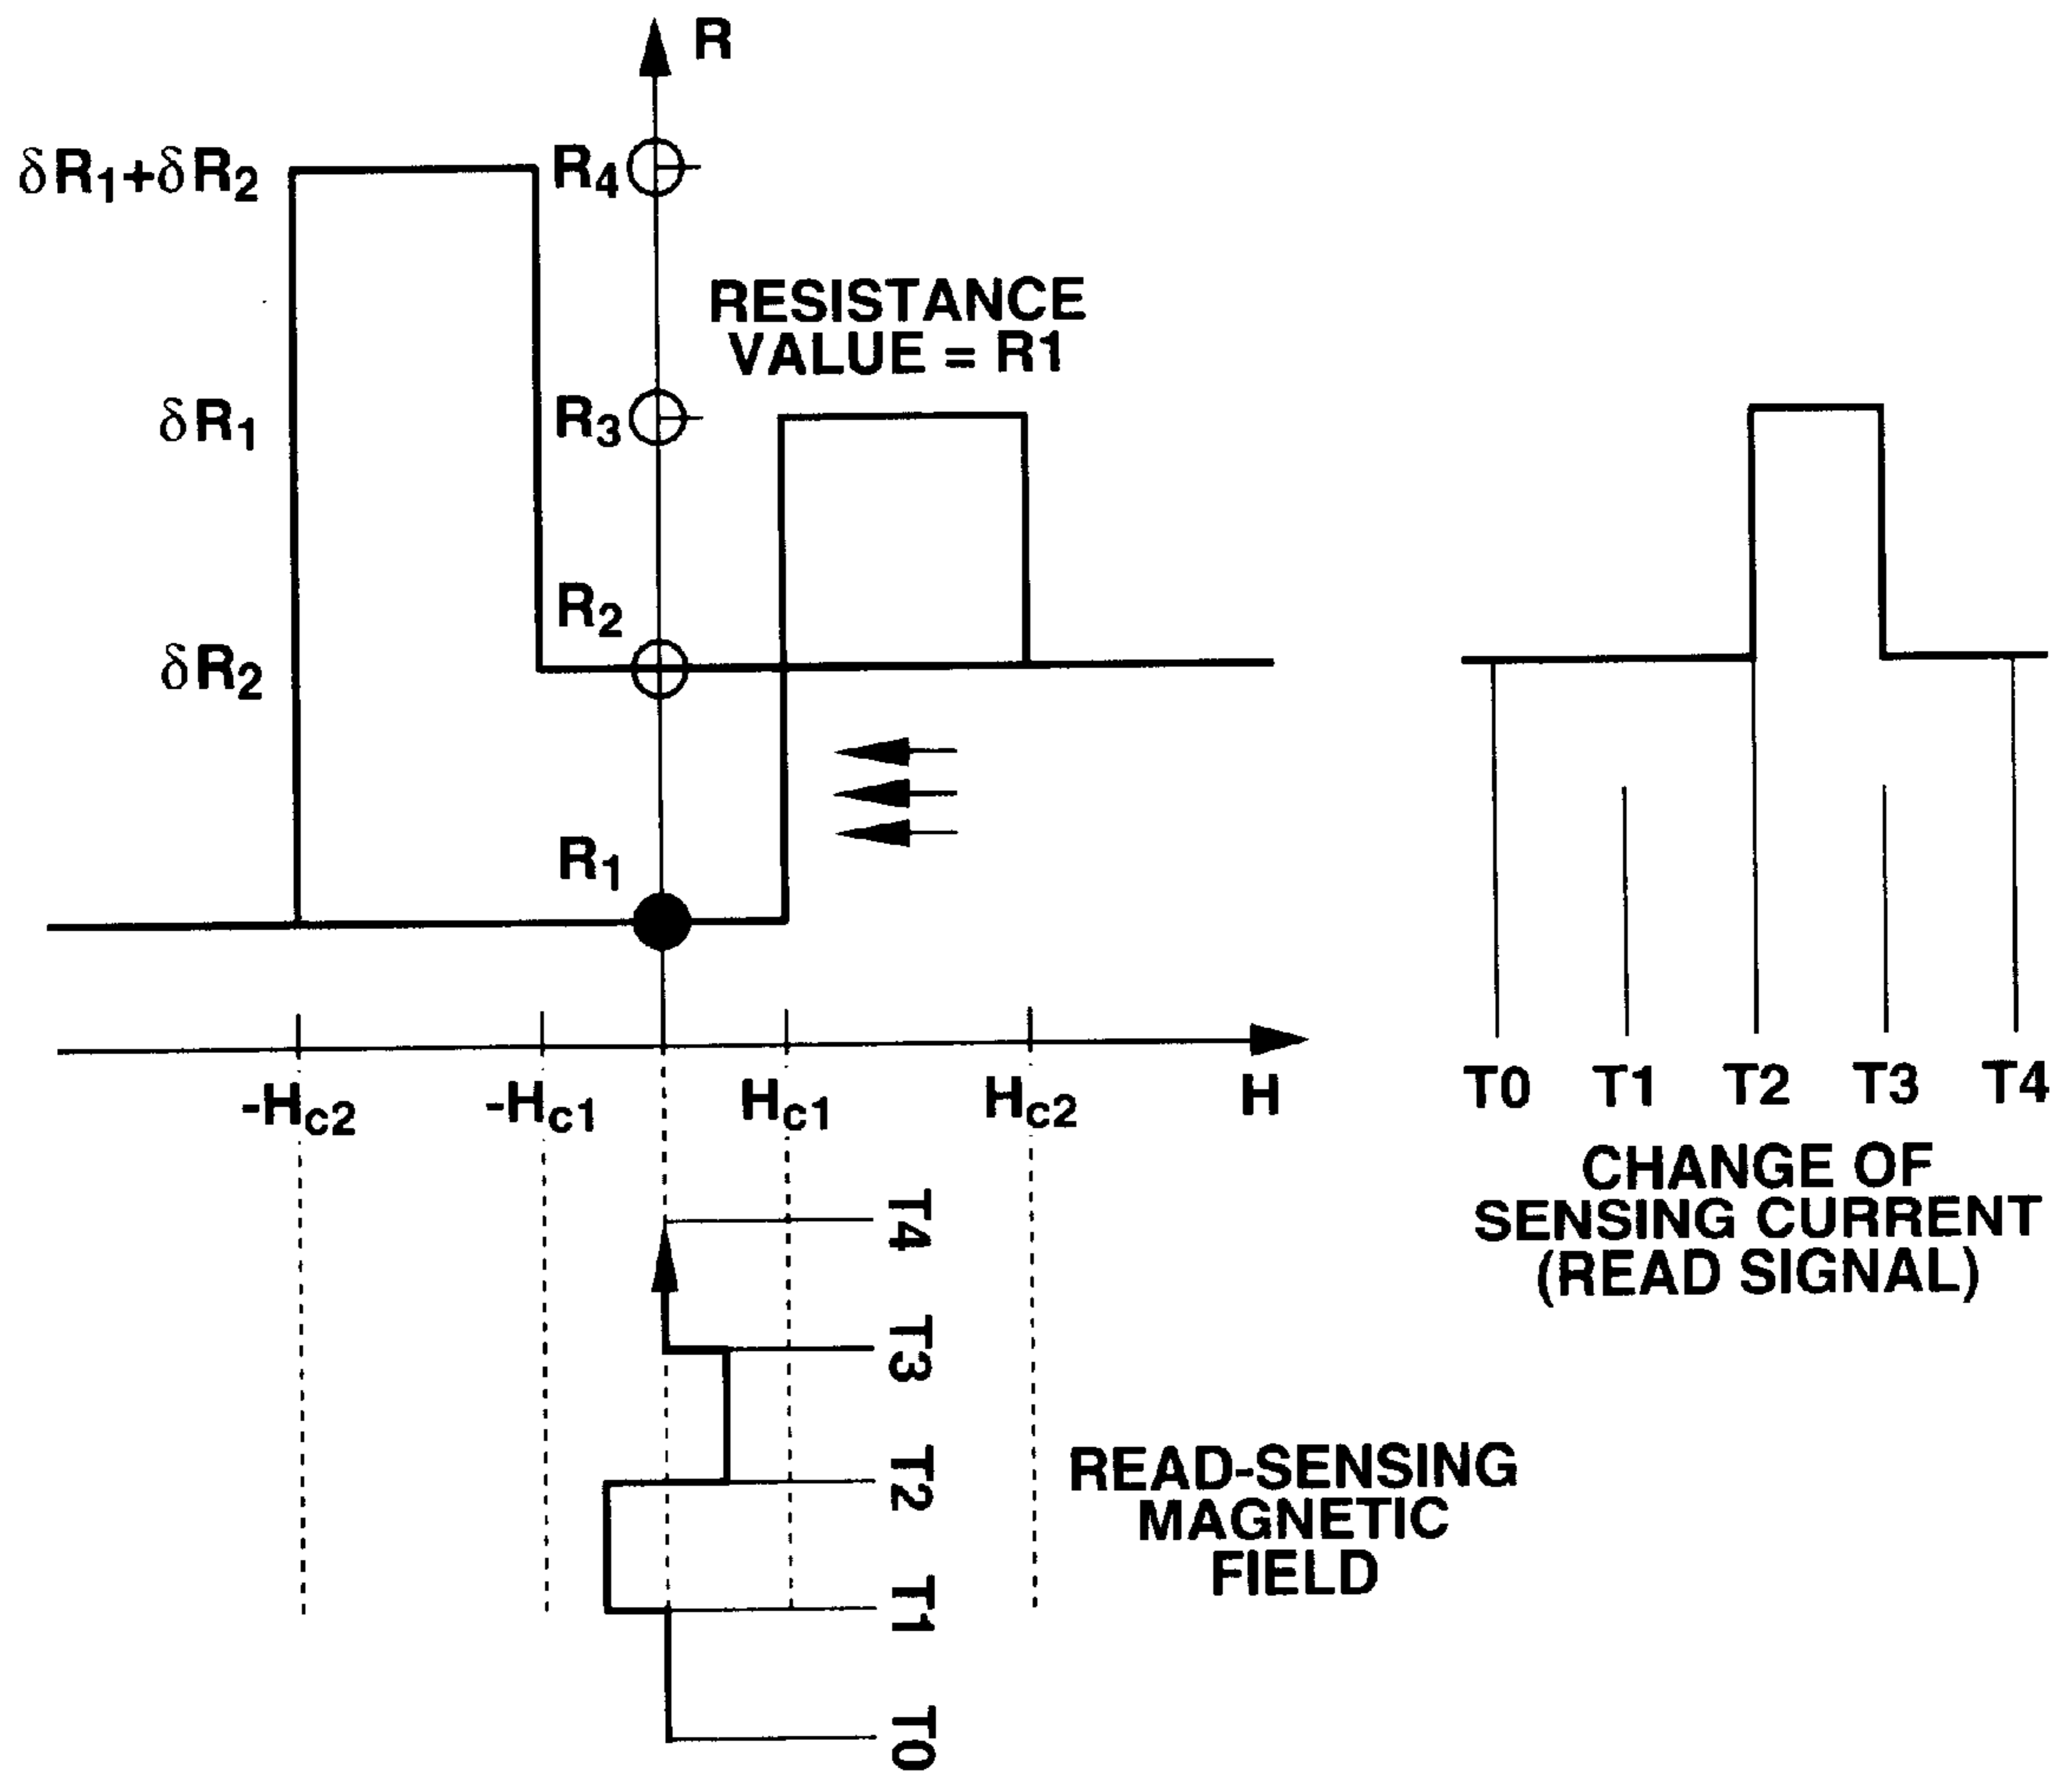 R
δR1+δR2
R4
RESISTANCE
VALUE = R1
δR1
R3
R2
δR2
R1
-Hc2
-Hc1
Hc1
Hc2
H
T0
T1
T2
T3
T4
CHANGE OF
SENSING CURRENT
(READ SIGNAL)
T4
T3
T2
T1
T0
READ-SENSING
MAGNETIC
FIELD